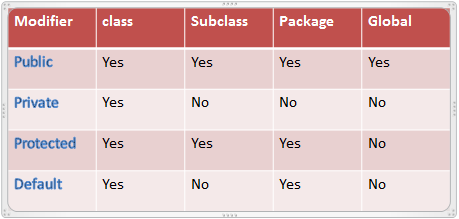 Modifier class Subclass Package Global
Public Yes Yes Yes Yes
Private Yes No No No
Protected Yes Yes Yes No
Default Yes No Yes No